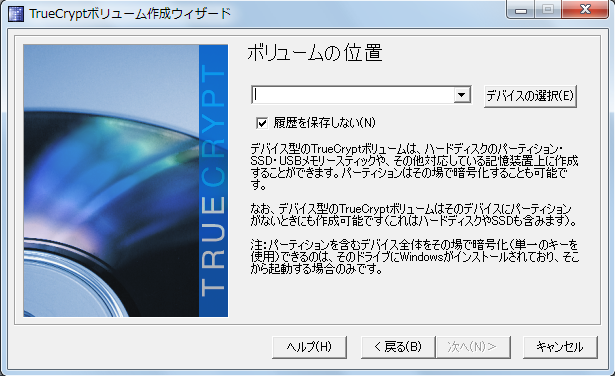 TrueCryptボリューム作成ウィザード
ボリュームの位置
デバイスの選択(E)
履歴を保存しない(N)
デバイス型のTrueCryptボリュームは、ハードディスクのパーティション・
SSD・USBメモリースティックや、その他対応している記憶装置上に作成
することができます。パーティションはその場で暗号化することも可能で
す。
なお、デバイス型のTrueCryptボリュームはそのデバイスにパーティション
がないときにも作成可能です(これはハードディスクやSSDも含みます)。
注:パーティションを含むデバイス全体をその場で暗号化(単一のキーを
使用)できるのは、そのドライブにWindowsがインストールされており、そこ
から起動する場合のみです。
TRUECRYPT
ヘルプ(H)
< 戻る(B)
次へ(N) >
キャンセル